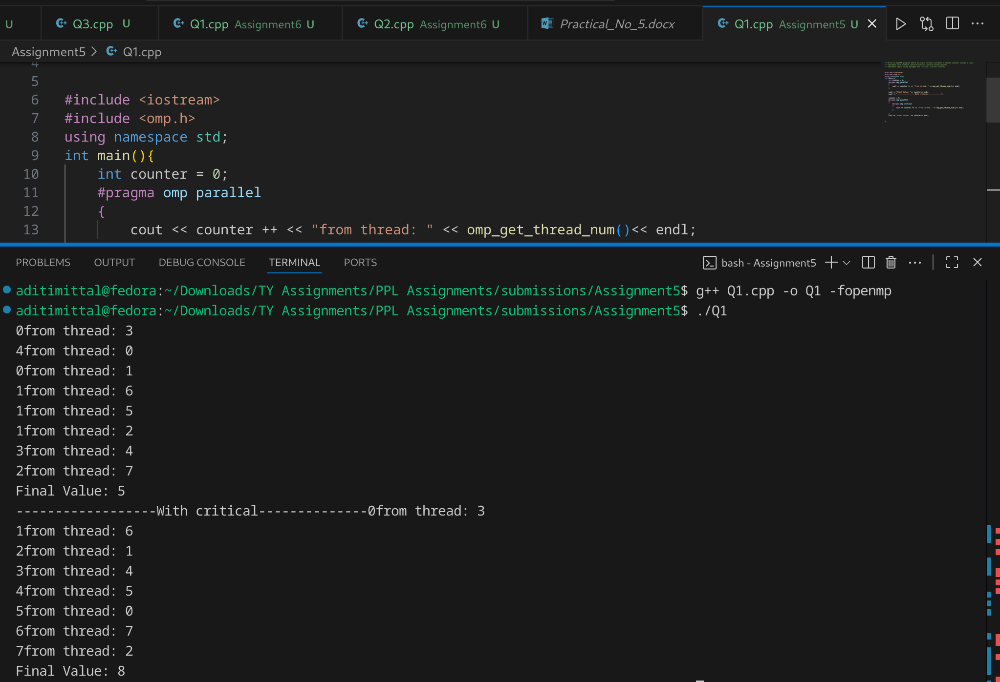 U
Q3.cpp U
Q1.cpp Assignment6 U
Q2.cpp Assignment6 U
Practical_No_5.docx
Q1.cpp Assignment5 U
Assignment5 > Q1.cpp
4
5
6 #include <iostream>
7 #include <omp.h>
8 using namespace std;
9 int main(){
10 int counter = 0;
11 #pragma omp parallel
12 {
13 cout << counter ++ << "from thread: " << omp_get_thread_num()<< endl;
PROBLEMS OUTPUT DEBUG CONSOLE TERMINAL PORTS
bash - Assignment5
aditimittal@fedora:~/Downloads/TY Assignments/PPL Assignments/submissions/Assignment5$ g++ Q1.cpp -o Q1 -fopenmp
aditimittal@fedora:~/Downloads/TY Assignments/PPL Assignments/submissions/Assignment5$ ./Q1
0from thread: 3
4from thread: 0
0from thread: 1
1from thread: 6
1from thread: 5
1from thread: 2
3from thread: 4
2from thread: 7
Final Value: 5
------------------With critical--------------0from thread: 3
1from thread: 6
2from thread: 1
3from thread: 4
4from thread: 5
5from thread: 0
6from thread: 7
7from thread: 2
Final Value: 8